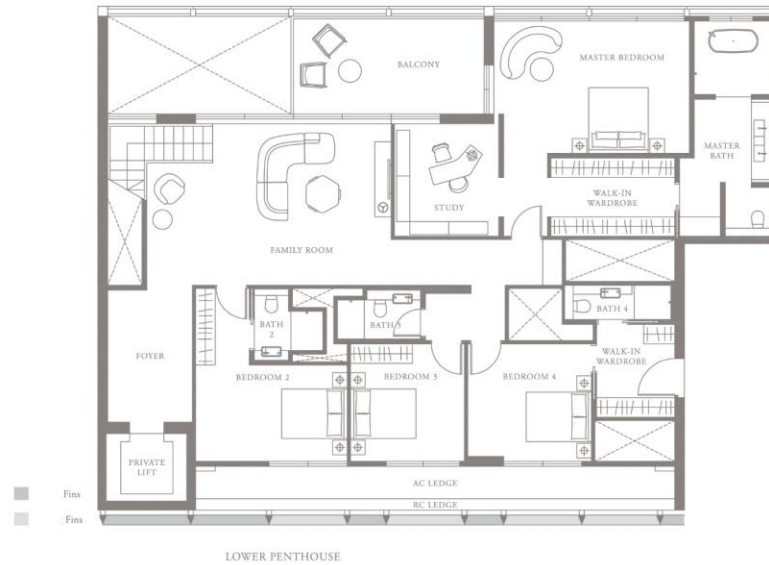 BALCONY
MASTER BEDROOM
MASTER
BATH
STUDY
WALK-IN
WARDROBE
FAMILY ROOM
BATH
2
BATH 3
BATH 4
FOYER
WALK-IN
WARDROBE
BEDROOM 2
BEDROOM 3
BEDROOM 4
PRIVATE
LIFT
AC LEDGE
Fins
RC LEDGE
Fins
LOWER PENTHOUSE